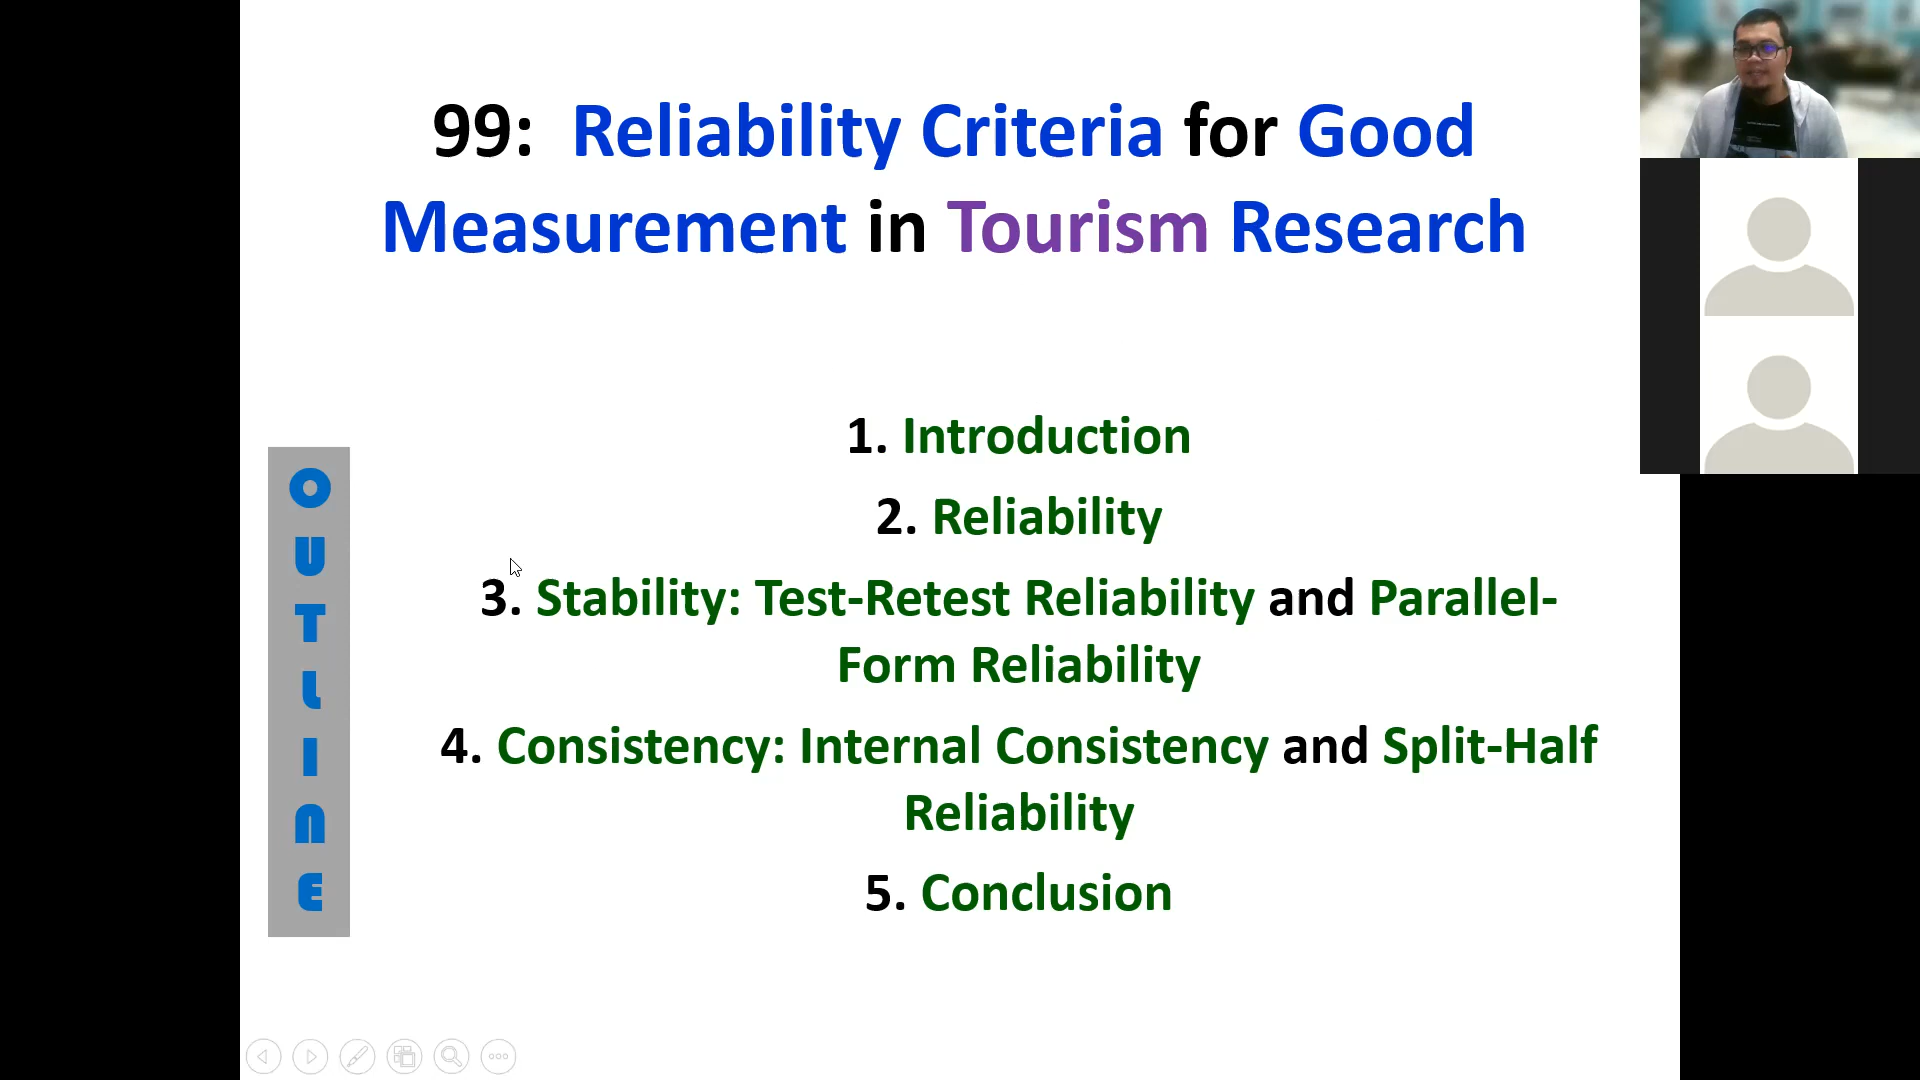 99: Reliability Criteria for Good
Measurement in Tourism Research
OUTLINE
1. Introduction
2. Reliability
3. Stability: Test-Retest Reliability and Parallel-
Form Reliability
4. Consistency: Internal Consistency and Split-Half
Reliability
5. Conclusion